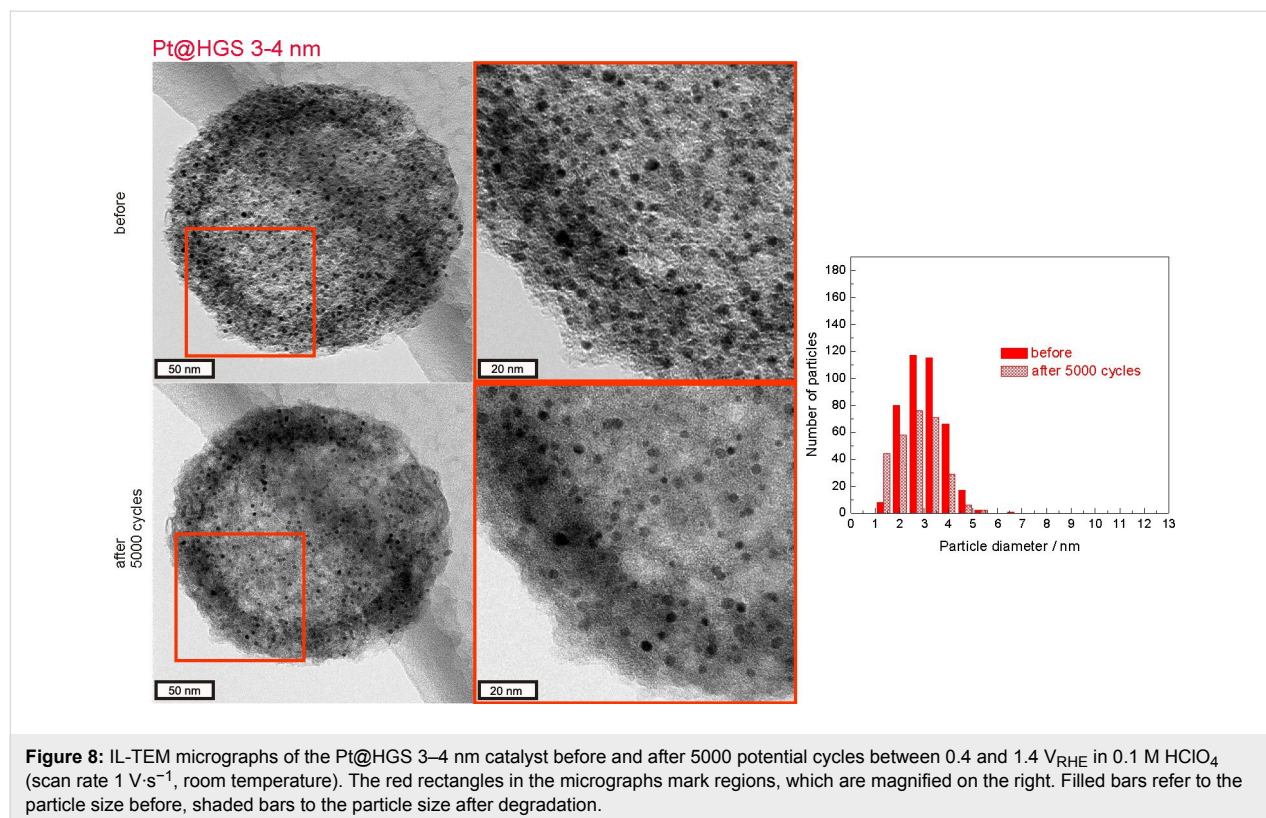 Pt@HGS 3-4 nm
before
50 nm
20 nm
after
5000 cycles
50 nm
20 nm
Number of particles
180
160
140
120
100
80
60
40
20
0
before
after 5000 cycles
0 1 2 3 4 5 6 7 8 9 10 11 12 13
Particle diameter / nm
Figure 8: IL-TEM micrographs of the Pt@HGS 3–4 nm catalyst before and after 5000 potential cycles between 0.4 and 1.4 V_RHE in 0.1 M HClO₄
(scan rate 1 V·s⁻¹, room temperature). The red rectangles in the micrographs mark regions, which are magnified on the right. Filled bars refer to the
particle size before, shaded bars to the particle size after degradation.